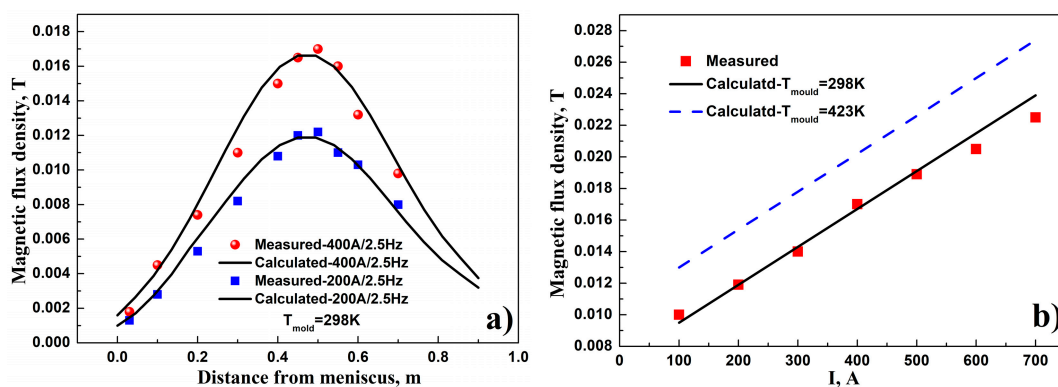 0.018
0.016
0.014
0.012
0.010
0.008
0.006
0.004
0.002
0.000
Magnetic flux density, T
Measured-400A/2.5Hz
Calculated-400A/2.5Hz
Measured-200A/2.5Hz
Calculated-200A/2.5Hz
Tmold=298K
a)
0.0 0.2 0.4 0.6 0.8 1.0
Distance from meniscus, m
0.028
0.026
0.024
0.022
0.020
0.018
0.016
0.014
0.012
0.010
0.008
Magnetic flux density, T
Measured
Calculatd-Tmould=298K
Calculatd-Tmould=423K
b)
0 100 200 300 400 500 600 700
I, A